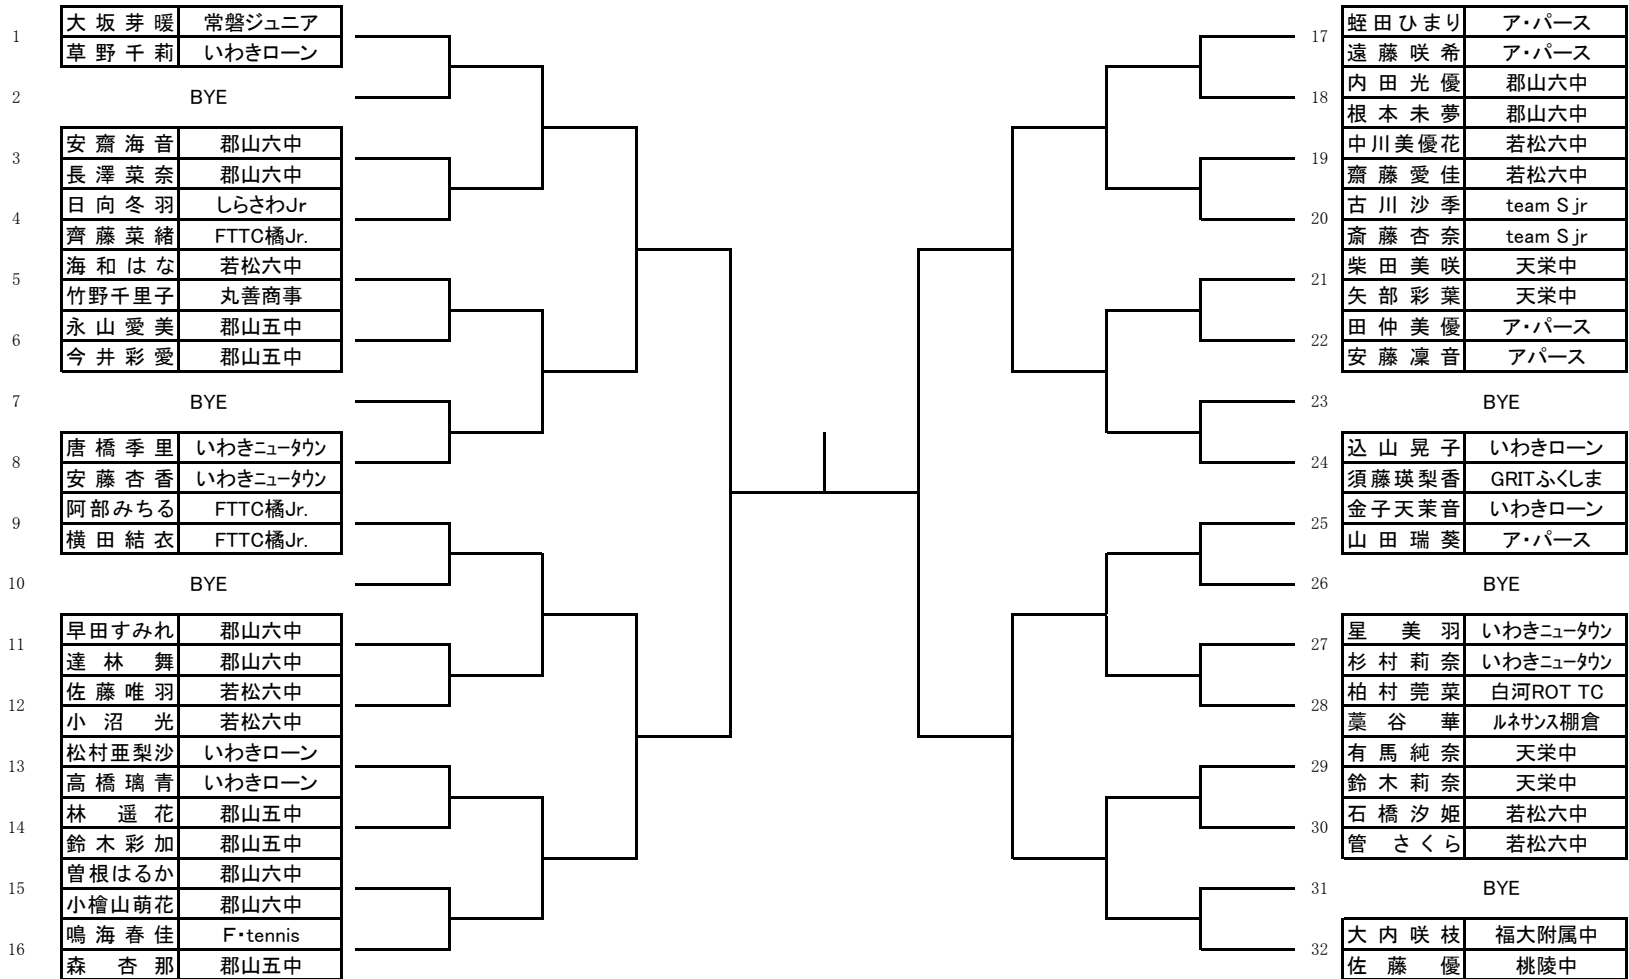 1
大坂芽暖 常磐ジュニア
草野千莉 いわきローン
2 BYE
3
安齋海音 郡山六中
長澤菜奈 郡山六中
4
日向冬羽 しらさわJr
齊藤菜緒 FTTC橘Jr.
5
海和はな 若松六中
竹野千里子 丸善商事
6
永山愛美 郡山五中
今井彩愛 郡山五中
7 BYE
8
唐橋季里 いわきニュータウン
安藤杏香 いわきニュータウン
9
阿部みちる FTTC橘Jr.
横田結衣 FTTC橘Jr.
10 BYE
11
早田すみれ 郡山六中
達林舞 郡山六中
12
佐藤唯羽 若松六中
小沼光 若松六中
13
松村亜梨沙 いわきローン
高橋璃青 いわきローン
14
林遥花 郡山五中
鈴木彩加 郡山五中
15
曽根はるか 郡山六中
小檜山萌花 郡山六中
16
鳴海春佳 F・tennis
森杏那 郡山五中
17
蛭田ひまり ア・パース
遠藤咲希 ア・パース
18
内田光優 郡山六中
根本未夢 郡山六中
19
中川美優花 若松六中
齋藤愛佳 若松六中
20
古川沙季 team S jr
斎藤杏奈 team S jr
21
柴田美咲 天栄中
矢部彩葉 天栄中
22
田仲美優 ア・パース
安藤凜音 アパース
23 BYE
24
込山晃子 いわきローン
須藤瑛梨香 GRITふくしま
25
金子天茉音 いわきローン
山田瑞葵 ア・パース
26 BYE
27
星美羽 いわきニュータウン
杉村莉奈 いわきニュータウン
28
柏村莞菜 白河ROT TC
藁谷華 ルネサンス棚倉
29
有馬純奈 天栄中
鈴木莉奈 天栄中
30
石橋汐姫 若松六中
管さくら 若松六中
31 BYE
32
大内咲枝 福大附属中
佐藤優 桃陵中